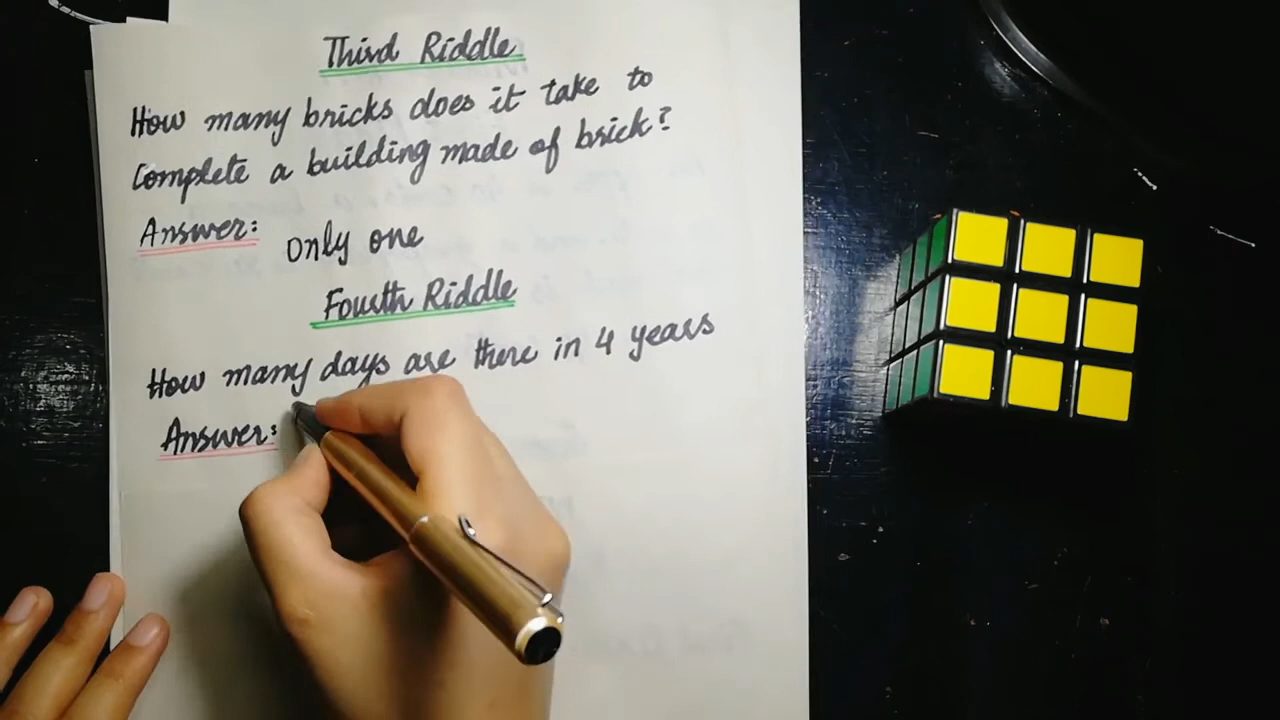 Third Riddle
How many bricks does it take to
Complete a building made of brick?
Answer: only one
Fourth Riddle
How many days are there in 4 years
Answer: